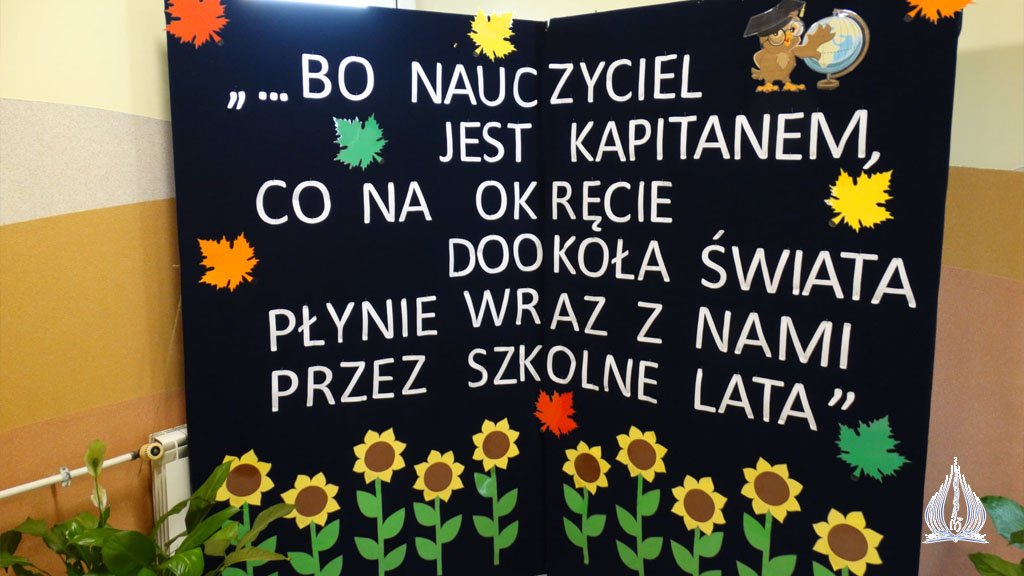 „...BO NAUCZYCIEL
JEST KAPITANEM,
CO NA OKRĘCIE
DOOKOŁA ŚWIATA
PŁYNIE WRAZ Z NAMI
PRZEZ SZKOLNE LATA”